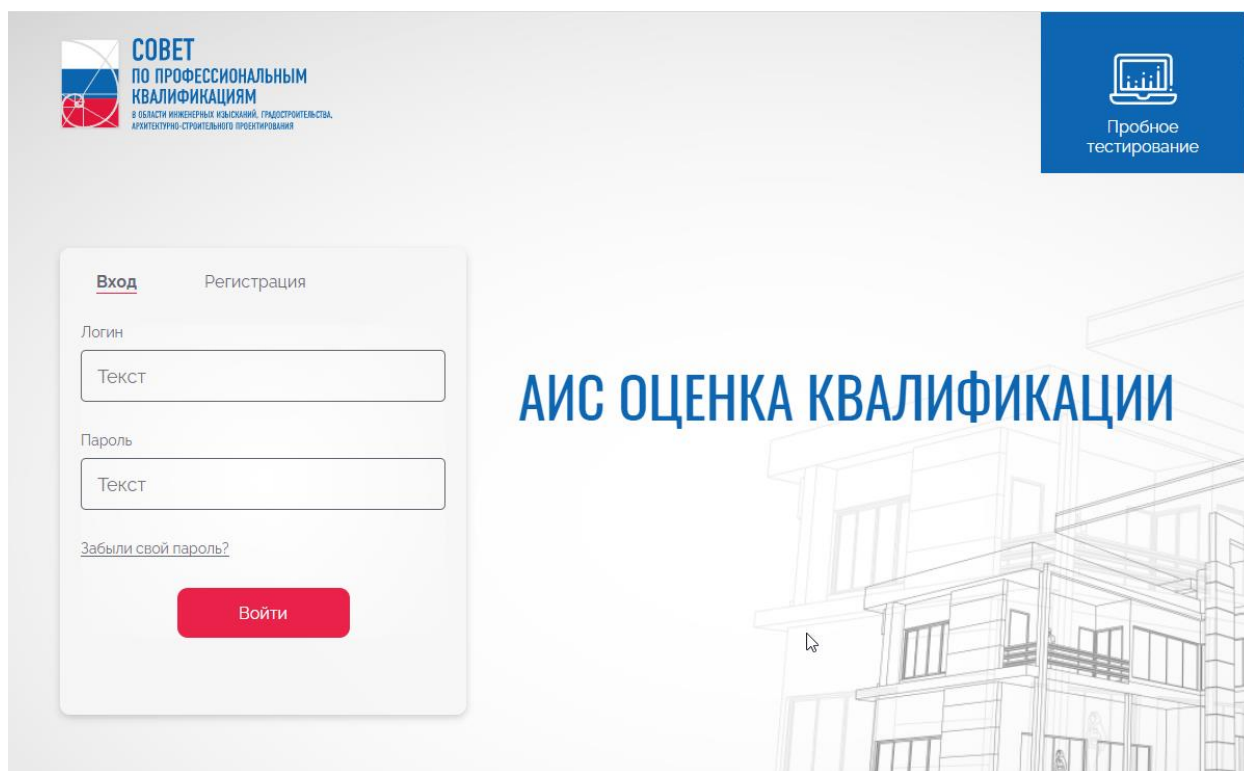 СОВЕТ
ПО ПРОФЕССИОНАЛЬНЫМ
КВАЛИФИКАЦИЯМ
В ОБЛАСТИ ИНЖЕНЕРНЫХ ИЗЫСКАНИЙ, ГРАДОСТРОИТЕЛЬСТВА,
АРХИТЕКТУРНО-СТРОИТЕЛЬНОГО ПРОЕКТИРОВАНИЯ
Пробное
тестирование
Вход Регистрация
Логин
Текст
Пароль
Текст
Забыли свой пароль?
Войти
АИС ОЦЕНКА КВАЛИФИКАЦИИ